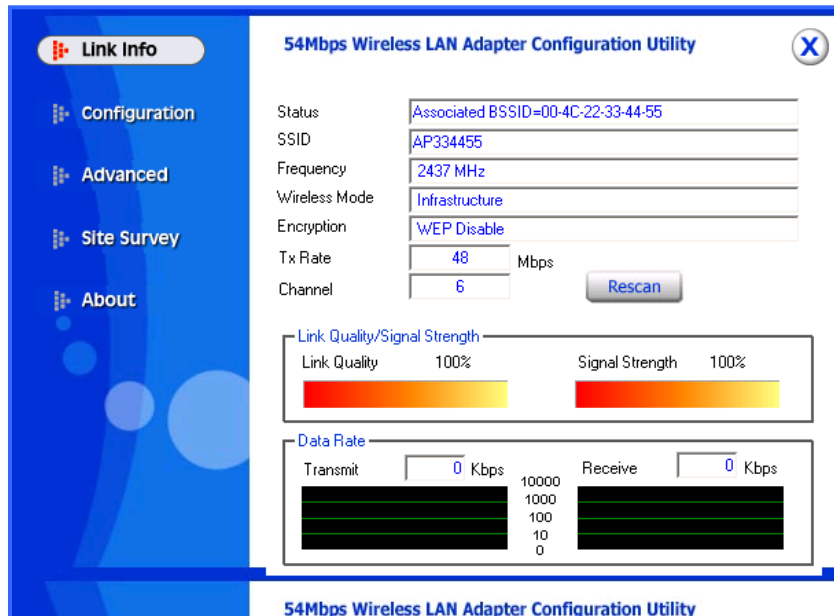 Link Info
Configuration
Advanced
Site Survey
About
54Mbps Wireless LAN Adapter Configuration Utility
X
Status Associated BSSID=00-4C-22-33-44-55
SSID AP334455
Frequency 2437 MHz
Wireless Mode Infrastructure
Encryption WEP Disable
Tx Rate 48 Mbps
Channel 6 Rescan
Link Quality/Signal Strength
Link Quality 100% Signal Strength 100%
Data Rate
Transmit 0 Kbps Receive 0 Kbps
10000
1000
100
10
0
54Mbps Wireless LAN Adapter Configuration Utility